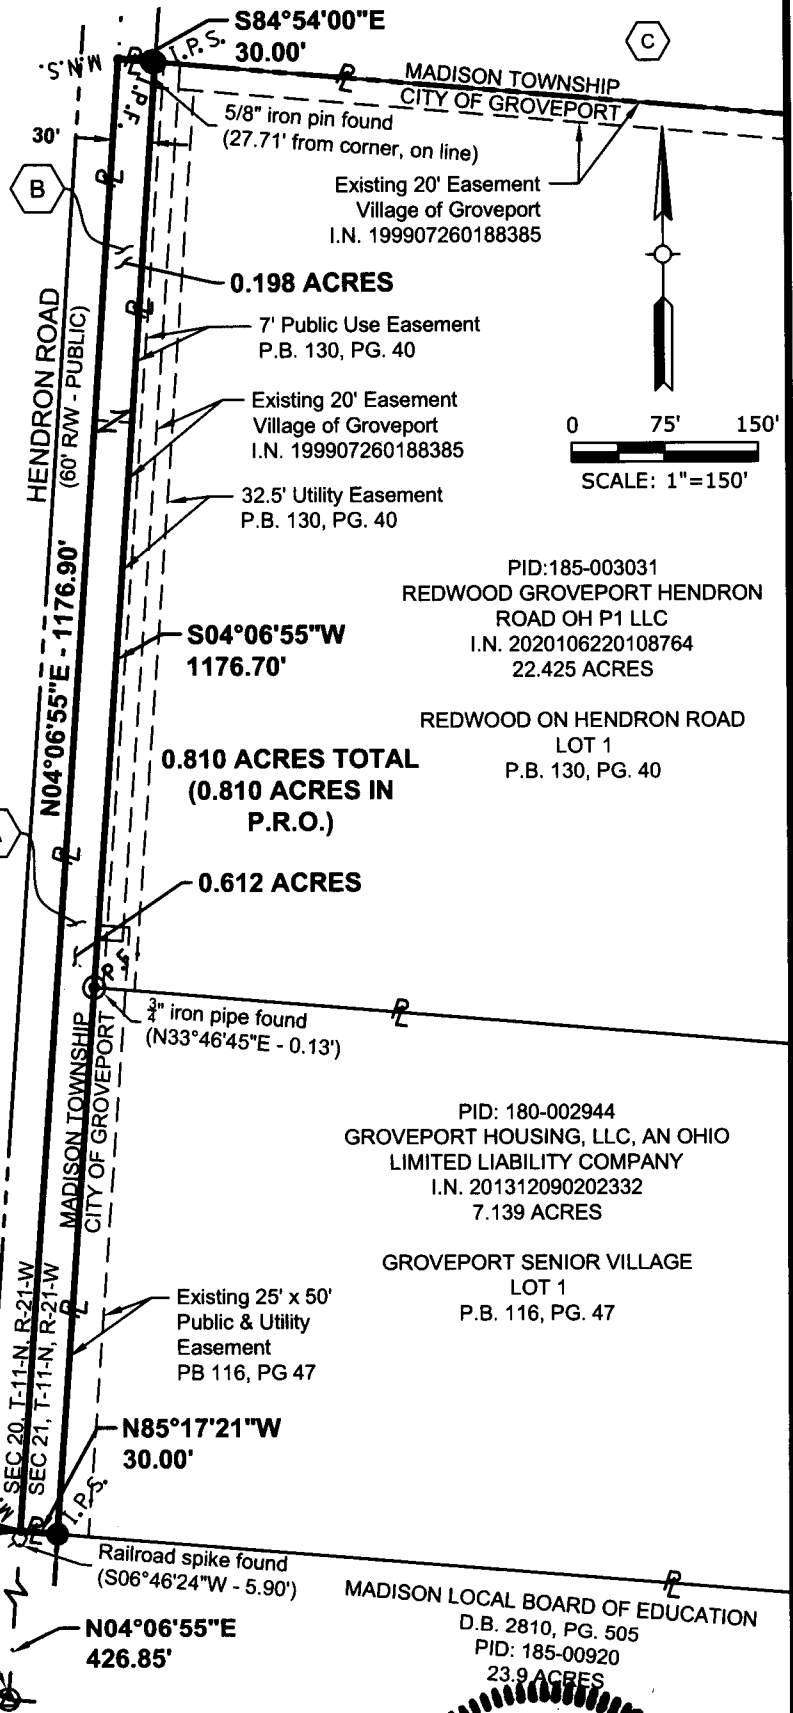 S84°54'00"E
30.00'
I.P.S.
M.N.S.
I.P.F.
C
MADISON TOWNSHIP
CITY OF GROVEPORT
5/8" iron pin found
(27.71' from corner, on line)
30'
Existing 20' Easement
Village of Groveport
I.N. 199907260188385
B
0.198 ACRES
7' Public Use Easement
P.B. 130, PG. 40
HENDRON ROAD
(60' R/W - PUBLIC)
Existing 20' Easement
Village of Groveport
I.N. 199907260188385
0 75' 150'
SCALE: 1"=150'
32.5' Utility Easement
P.B. 130, PG. 40
N04°06'55"E - 1176.90'
PID:185-003031
REDWOOD GROVEPORT HENDRON
ROAD OH P1 LLC
I.N. 2020106220108764
22.425 ACRES
S04°06'55"W
1176.70'
REDWOOD ON HENDRON ROAD
LOT 1
P.B. 130, PG. 40
0.810 ACRES TOTAL
(0.810 ACRES IN
P.R.O.)
0.612 ACRES
P.F.
3/4" iron pipe found
(N33°46'45"E - 0.13')
MADISON TOWNSHIP
CITY OF GROVEPORT
PID: 180-002944
GROVEPORT HOUSING, LLC, AN OHIO
LIMITED LIABILITY COMPANY
I.N. 201312090202332
7.139 ACRES
GROVEPORT SENIOR VILLAGE
LOT 1
P.B. 116, PG. 47
Existing 25' x 50'
Public & Utility
Easement
PB 116, PG 47
SEC 20, T-11-N, R-21-W
SEC 21, T-11-N, R-21-W
N85°17'21"W
30.00'
I.P.S.
Railroad spike found
(S06°46'24"W - 5.90')
MADISON LOCAL BOARD OF EDUCATION
D.B. 2810, PG. 505
PID: 185-00920
23.9 ACRES
N04°06'55"E
426.85'